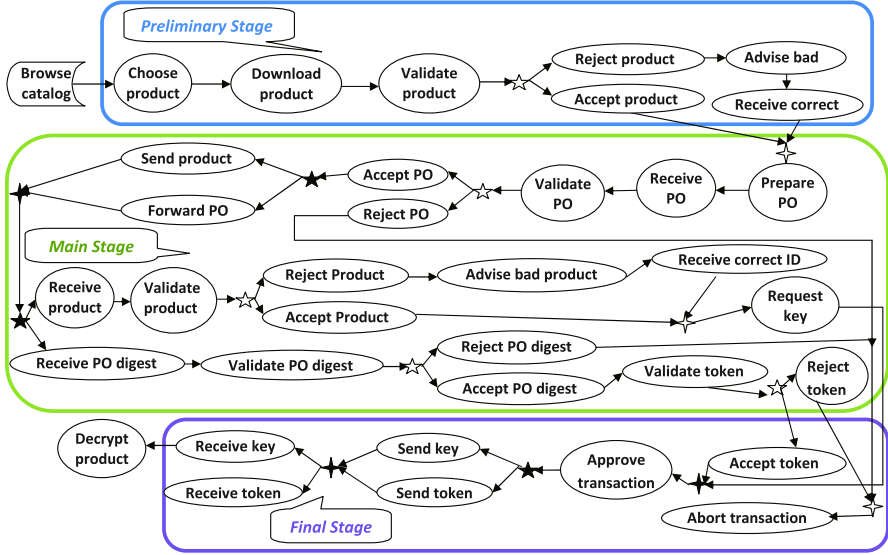 Preliminary Stage
Browse
catalog
Choose
product
Download
product
Validate
product
Reject product
Advise bad
Accept product
Receive correct
Send product
Accept PO
Validate
PO
Receive
PO
Prepare
PO
Forward PO
Reject PO
Main Stage
Receive
product
Validate
product
Reject Product
Advise bad product
Receive correct ID
Accept Product
Request
key
Receive PO digest
Validate PO digest
Reject PO digest
Accept PO digest
Validate token
Reject
token
Decrypt
product
Receive key
Send key
Approve
transaction
Accept token
Receive token
Send token
Abort transaction
Final Stage